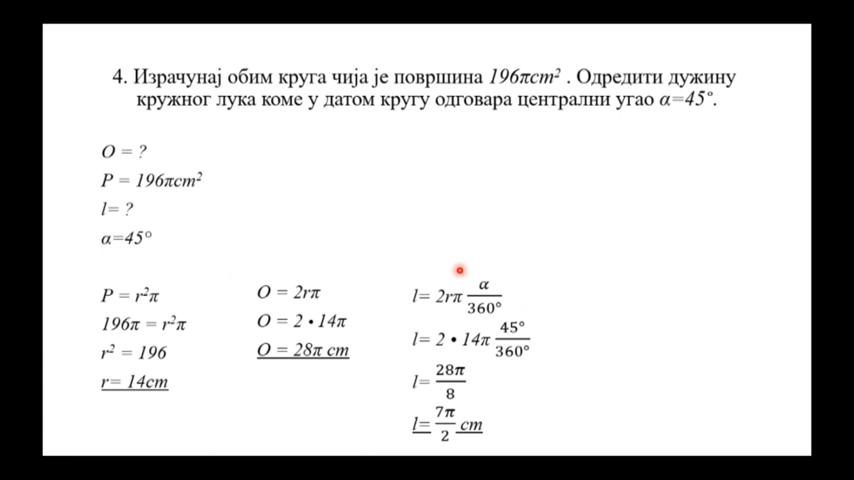 4. Израчунај обим круга чија је површина 196πcm² . Одредити дужину
кружног лука коме у датом кругу одговара централни угао α=45°.
O = ?
P = 196πcm²
l= ?
α=45°
P = r²π
196π = r²π
r² = 196
r= 14cm
O = 2rπ
O = 2 • 14π
O = 28π cm
l= 2rπ α/360°
l= 2 • 14π 45°/360°
l= 28π/8
l= 7π/2 cm